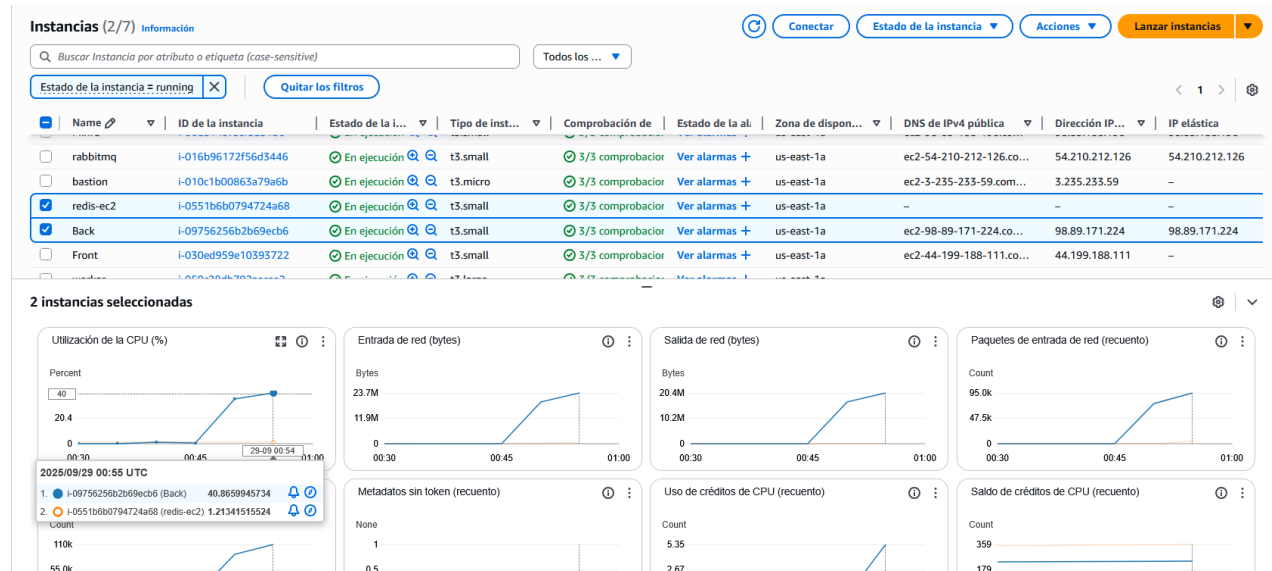 Instancias (2/7) Información
Conectar
Estado de la instancia
Acciones
Lanzar instancias
Buscar Instancia por atributo o etiqueta (case-sensitive)
Todos los ...
Estado de la instancia = running
Quitar los filtros
1
Name ID de la instancia Estado de la i... Tipo de inst... Comprobación de Estado de la al Zona de dispon... DNS de IPv4 pública Dirección IP... IP elástica
rabbitmq i-016b96172f56d3446 En ejecución t3.small 3/3 comprobacior Ver alarmas + us-east-1a ec2-54-210-212-126.co... 54.210.212.126 54.210.212.126
bastion i-010c1b00863a79a6b En ejecución t3.micro 3/3 comprobacior Ver alarmas + us-east-1a ec2-3-235-233-59.com... 3.235.233.59 –
redis-ec2 i-0551b6b0794724a68 En ejecución t3.small 3/3 comprobacior Ver alarmas + us-east-1a – – –
Back i-09756256b2b69ecb6 En ejecución t3.small 3/3 comprobacior Ver alarmas + us-east-1a ec2-98-89-171-224.co... 98.89.171.224 98.89.171.224
Front i-030ed959e10393722 En ejecución t3.small 3/3 comprobacior Ver alarmas + us-east-1a ec2-44-199-188-111.co... 44.199.188.111 –
2 instancias seleccionadas
Utilización de la CPU (%)
Percent
40
20.4
0
00:30 00:45 29-09 00:54 01:00
2025/09/29 00:55 UTC
1. i-09756256b2b69ecb6 (Back) 40.8659945734
2. i-0551b6b0794724a68 (redis-ec2) 1.21341515524
Entrada de red (bytes)
Bytes
23.7M
11.9M
0
00:30 00:45 01:00
Salida de red (bytes)
Bytes
20.4M
10.2M
0
00:30 00:45 01:00
Paquetes de entrada de red (recuento)
Count
95.0k
47.5k
0
00:30 00:45 01:00
Count
110k
55.0k
Metadatos sin token (recuento)
None
1
0.5
Uso de créditos de CPU (recuento)
Count
5.35
2.67
Saldo de créditos de CPU (recuento)
Count
359
179